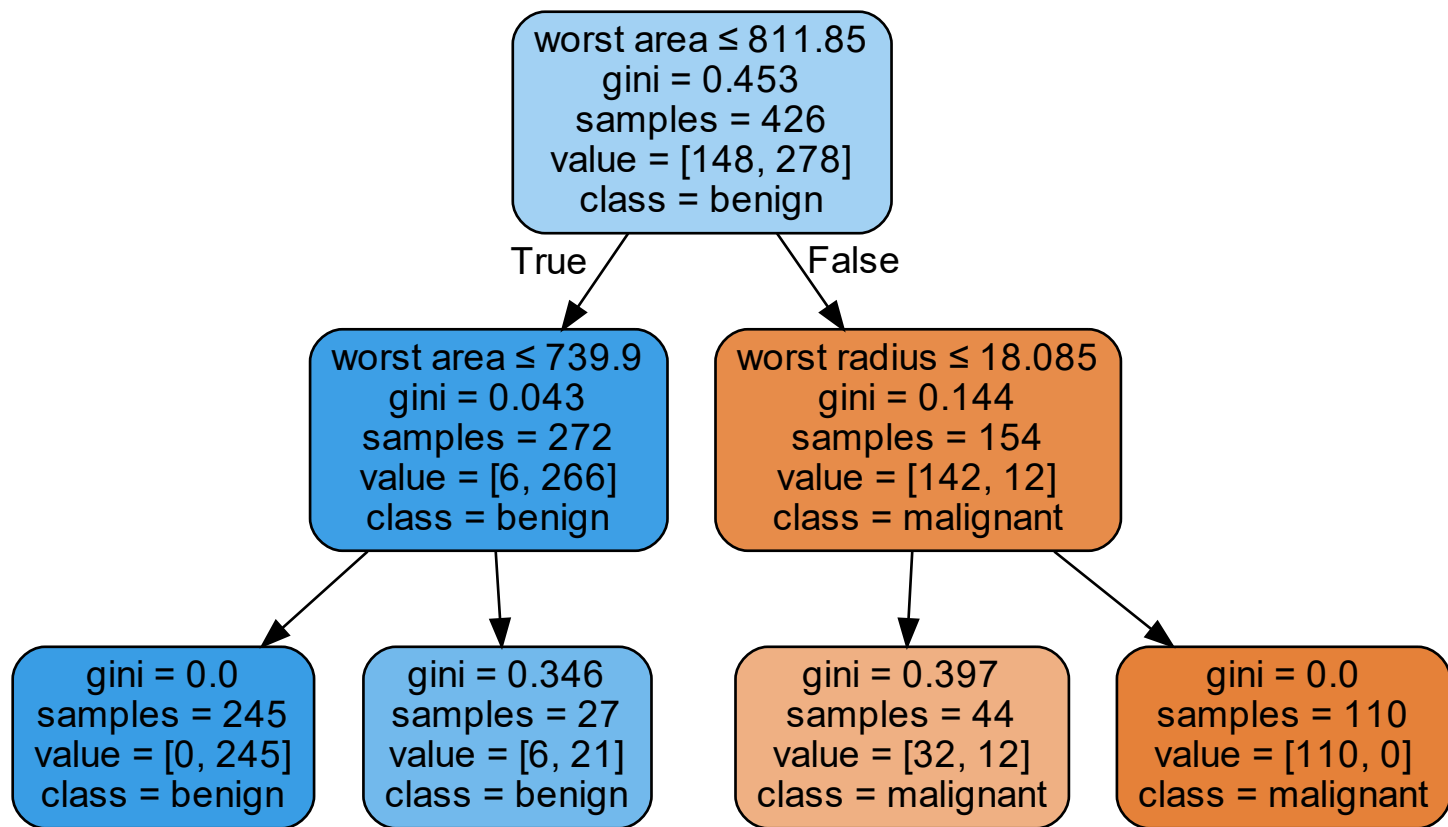 worst area ≤ 811.85
gini = 0.453
samples = 426
value = [148, 278]
class = benign
True
False
worst area ≤ 739.9
gini = 0.043
samples = 272
value = [6, 266]
class = benign
worst radius ≤ 18.085
gini = 0.144
samples = 154
value = [142, 12]
class = malignant
gini = 0.0
samples = 245
value = [0, 245]
class = benign
gini = 0.346
samples = 27
value = [6, 21]
class = benign
gini = 0.397
samples = 44
value = [32, 12]
class = malignant
gini = 0.0
samples = 110
value = [110, 0]
class = malignant